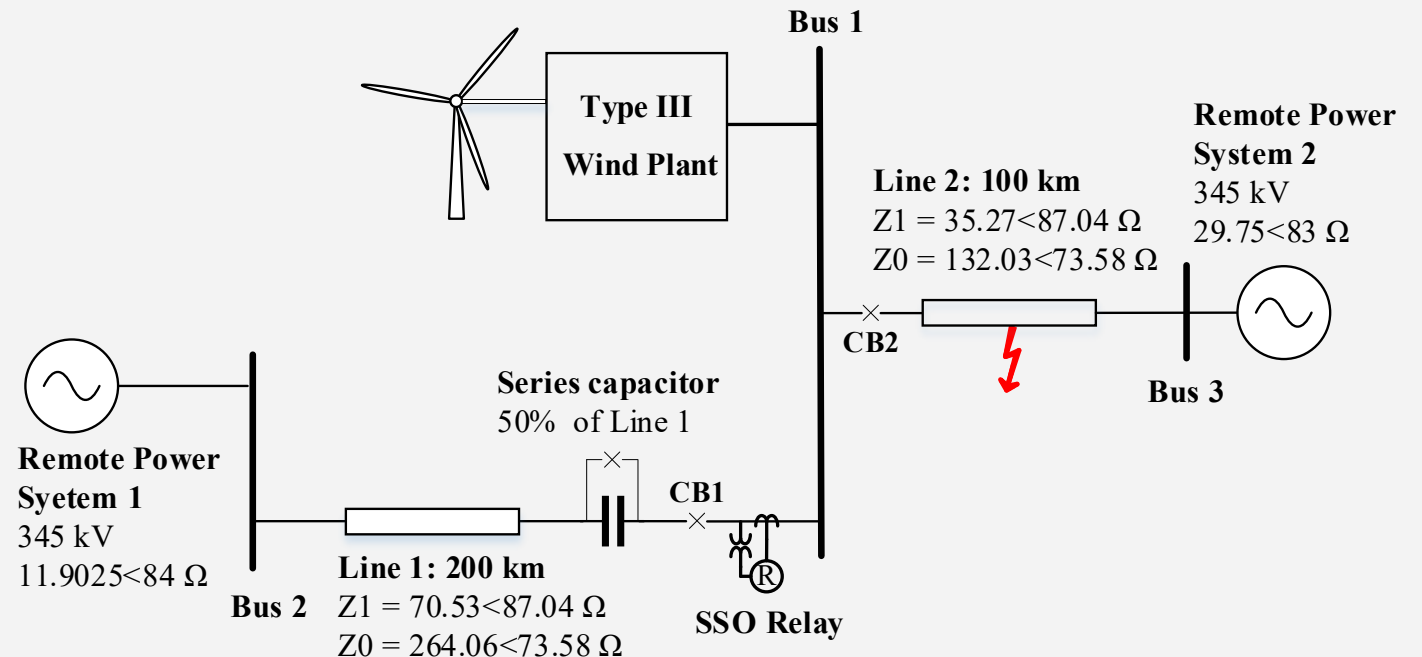 Bus 1
Type III
Wind Plant
Remote Power
System 2
345 kV
29.75<83 Ω
Line 2: 100 km
Z1 = 35.27<87.04 Ω
Z0 = 132.03<73.58 Ω
CB2
Bus 3
Series capacitor
50% of Line 1
CB1
Remote Power
Syetem 1
345 kV
11.9025<84 Ω
Bus 2
Line 1: 200 km
Z1 = 70.53<87.04 Ω
Z0 = 264.06<73.58 Ω
R
SSO Relay